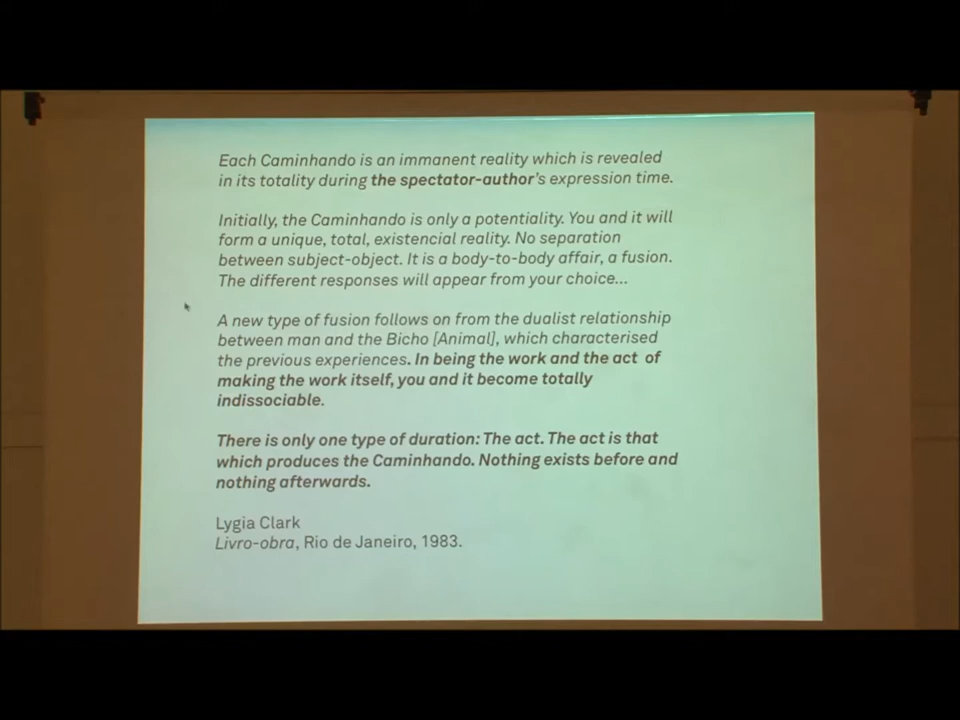 Each Caminhando is an immanent reality which is revealed
in its totality during the spectator-author's expression time.
Initially, the Caminhando is only a potentiality. You and it will
form a unique, total, existencial reality. No separation
between subject-object. It is a body-to-body affair, a fusion.
The different responses will appear from your choice...
A new type of fusion follows on from the dualist relationship
between man and the Bicho [Animal], which characterised
the previous experiences. In being the work and the act of
making the work itself, you and it become totally
indissociable.
There is only one type of duration: The act. The act is that
which produces the Caminhando. Nothing exists before and
nothing afterwards.
Lygia Clark
Livro-obra, Rio de Janeiro, 1983.